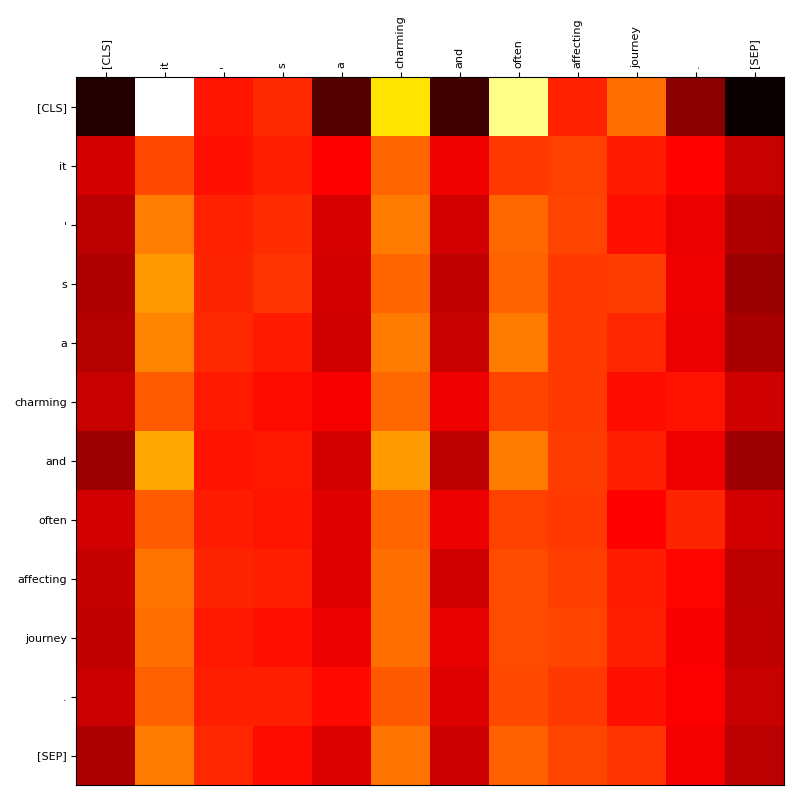 [CLS] it ' s a charming and often affecting journey . [SEP]
[CLS]
it
'
s
a
charming
and
often
affecting
journey
.
[SEP]